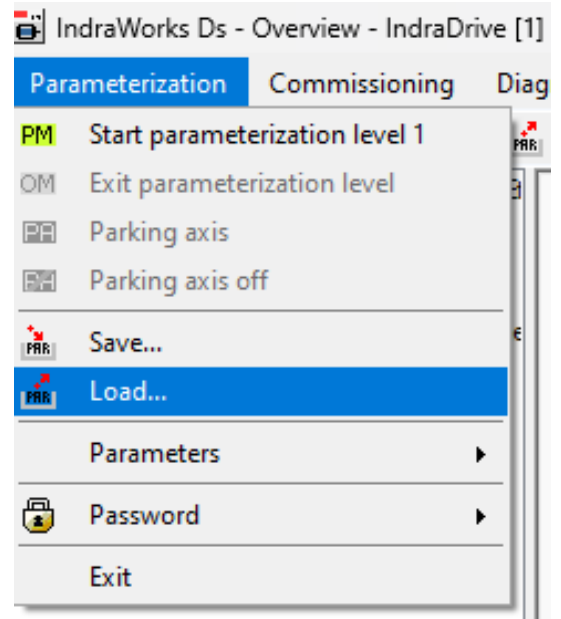 IndraWorks Ds - Overview - IndraDrive [1]
Parameterization Commissioning Diag
PM Start parameterization level 1
PAR
OM Exit parameterization level
PA Parking axis
Parking axis off
PAR Save...
PAR Load...
Parameters
Password
Exit